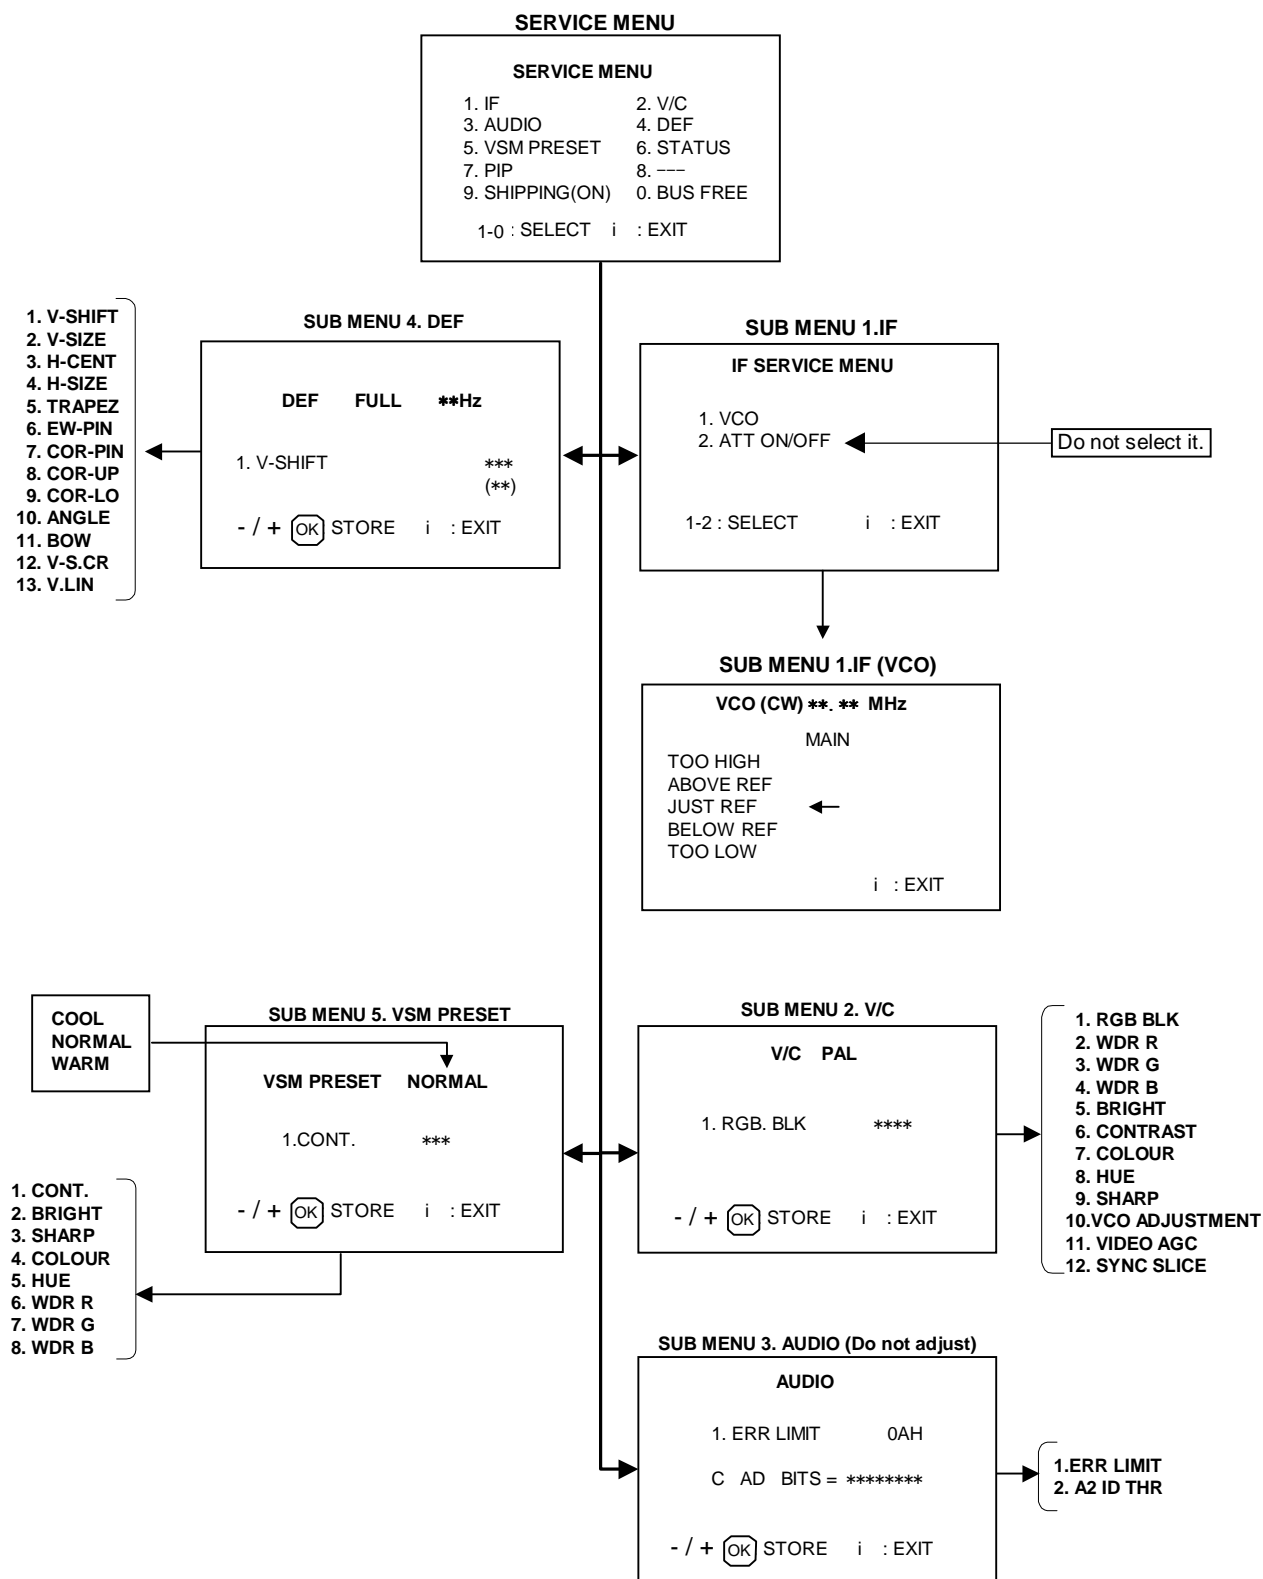 SERVICE MENU
SERVICE MENU
1. IF 2. V/C
3. AUDIO 4. DEF
5. VSM PRESET 6. STATUS
7. PIP 8. ---
9. SHIPPING(ON) 0. BUS FREE
1-0 : SELECT i : EXIT
1. V-SHIFT
2. V-SIZE
3. H-CENT
4. H-SIZE
5. TRAPEZ
6. EW-PIN
7. COR-PIN
8. COR-UP
9. COR-LO
10. ANGLE
11. BOW
12. V-S.CR
13. V.LIN
SUB MENU 4. DEF
DEF FULL **Hz
1. V-SHIFT ***
(**)
- / + OK STORE i : EXIT
SUB MENU 1.IF
IF SERVICE MENU
1. VCO
2. ATT ON/OFF
1-2 : SELECT i : EXIT
Do not select it.
SUB MENU 1.IF (VCO)
VCO (CW) **. ** MHz
MAIN
TOO HIGH
ABOVE REF
JUST REF
BELOW REF
TOO LOW
i : EXIT
COOL
NORMAL
WARM
SUB MENU 5. VSM PRESET
VSM PRESET NORMAL
1.CONT. ***
- / + OK STORE i : EXIT
1. CONT.
2. BRIGHT
3. SHARP
4. COLOUR
5. HUE
6. WDR R
7. WDR G
8. WDR B
SUB MENU 2. V/C
V/C PAL
1. RGB. BLK ****
- / + OK STORE i : EXIT
1. RGB BLK
2. WDR R
3. WDR G
4. WDR B
5. BRIGHT
6. CONTRAST
7. COLOUR
8. HUE
9. SHARP
10.VCO ADJUSTMENT
11. VIDEO AGC
12. SYNC SLICE
SUB MENU 3. AUDIO (Do not adjust)
AUDIO
1. ERR LIMIT 0AH
C AD BITS = ********
- / + OK STORE i : EXIT
1.ERR LIMIT
2. A2 ID THR